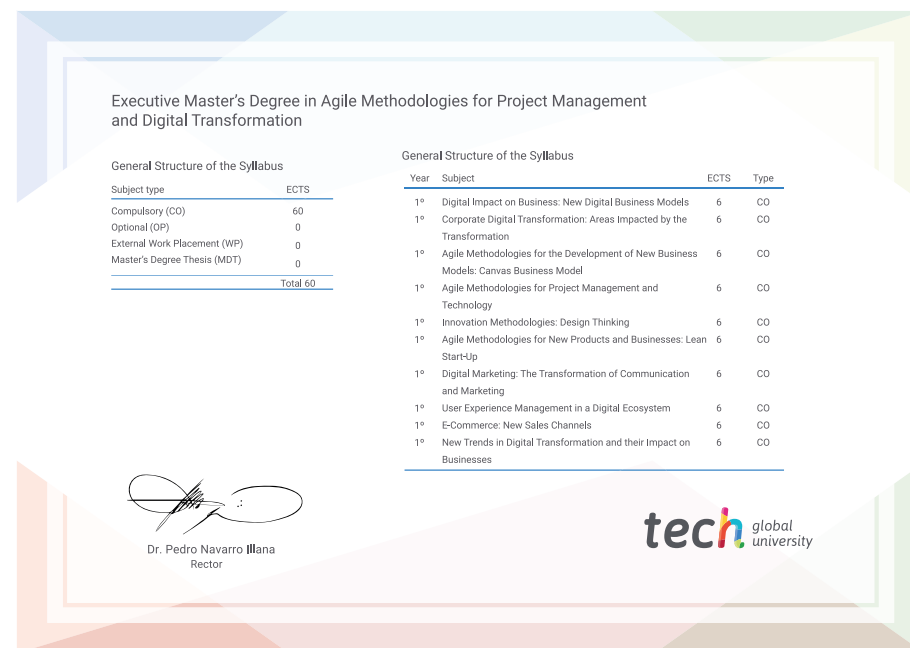 Executive Master's Degree in Agile Methodologies for Project Management
and Digital Transformation
General Structure of the Syllabus
Subject type ECTS
Compulsory (CO) 60
Optional (OP) 0
External Work Placement (WP) 0
Master's Degree Thesis (MDT) 0
Total 60
General Structure of the Syllabus
Year Subject ECTS Type
1º Digital Impact on Business: New Digital Business Models 6 CO
1º Corporate Digital Transformation: Areas Impacted by the 6 CO
Transformation
1º Agile Methodologies for the Development of New Business 6 CO
Models: Canvas Business Model
1º Agile Methodologies for Project Management and 6 CO
Technology
1º Innovation Methodologies: Design Thinking 6 CO
1º Agile Methodologies for New Products and Businesses: Lean 6 CO
Start-Up
1º Digital Marketing: The Transformation of Communication 6 CO
and Marketing
1º User Experience Management in a Digital Ecosystem 6 CO
1º E-Commerce: New Sales Channels 6 CO
1º New Trends in Digital Transformation and their Impact on 6 CO
Businesses
Dr. Pedro Navarro Illana
Rector
tech global
university